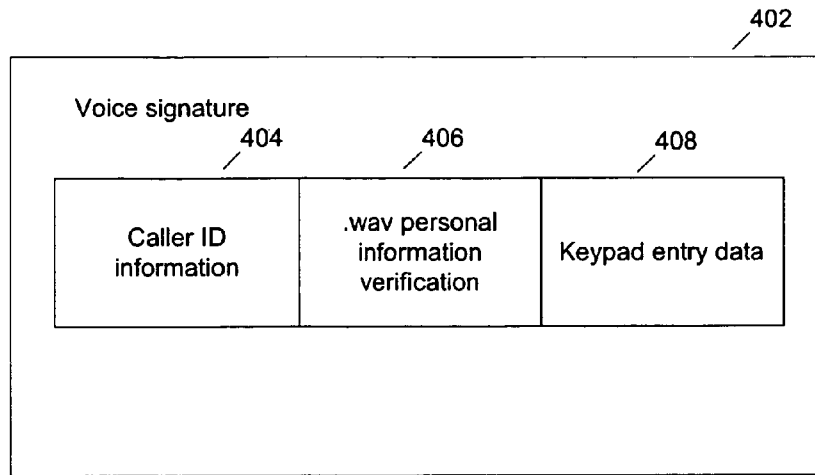 402
Voice signature
404 406 408
Caller ID
information
.wav personal
information
verification
Keypad entry data